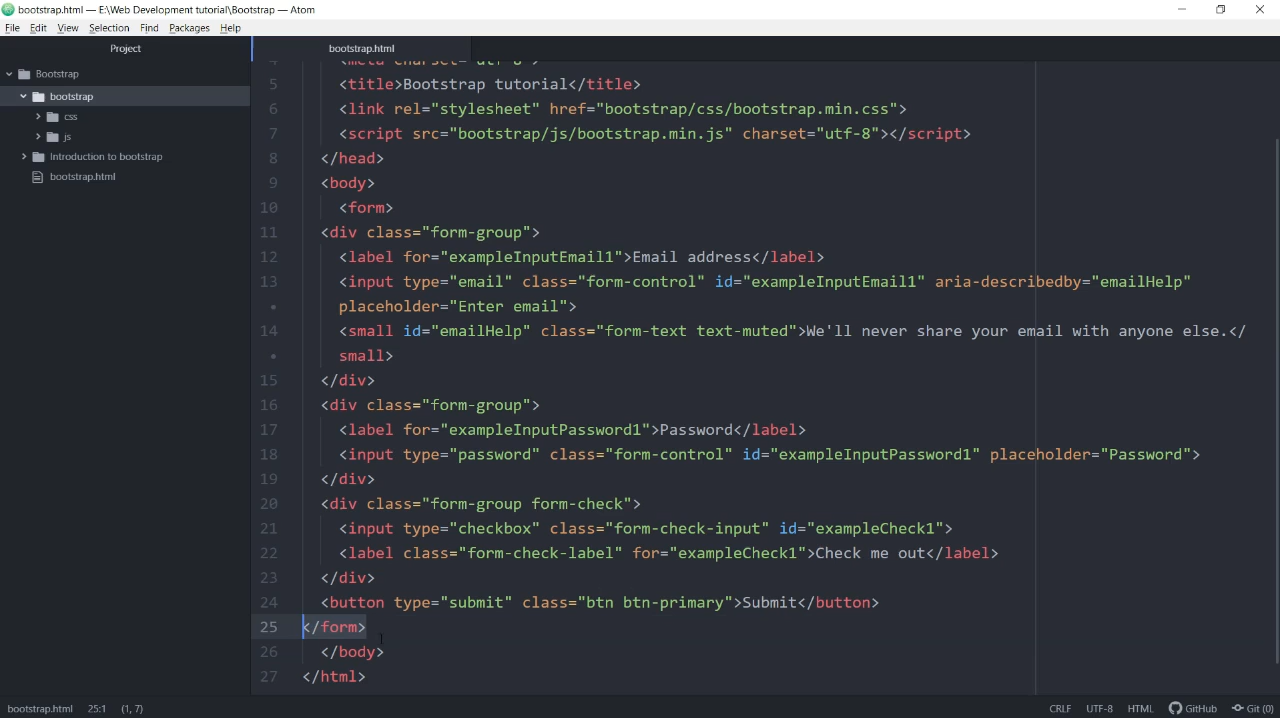 bootstrap.html — E:\Web Development tutorial\Bootstrap — Atom
File Edit View Selection Find Packages Help
Project
bootstrap.html
Bootstrap
bootstrap
css
js
Introduction to bootstrap
bootstrap.html
4 <meta charset="utf-8">
5 <title>Bootstrap tutorial</title>
6 <link rel="stylesheet" href="bootstrap/css/bootstrap.min.css">
7 <script src="bootstrap/js/bootstrap.min.js" charset="utf-8"></script>
8 </head>
9 <body>
10 <form>
11 <div class="form-group">
12 <label for="exampleInputEmail1">Email address</label>
13 <input type="email" class="form-control" id="exampleInputEmail1" aria-describedby="emailHelp"
• placeholder="Enter email">
14 <small id="emailHelp" class="form-text text-muted">We'll never share your email with anyone else.</
• small>
15 </div>
16 <div class="form-group">
17 <label for="exampleInputPassword1">Password</label>
18 <input type="password" class="form-control" id="exampleInputPassword1" placeholder="Password">
19 </div>
20 <div class="form-group form-check">
21 <input type="checkbox" class="form-check-input" id="exampleCheck1">
22 <label class="form-check-label" for="exampleCheck1">Check me out</label>
23 </div>
24 <button type="submit" class="btn btn-primary">Submit</button>
25 </form>
26 </body>
27 </html>
bootstrap.html 25:1 (1, 7) CRLF UTF-8 HTML GitHub Git (0)